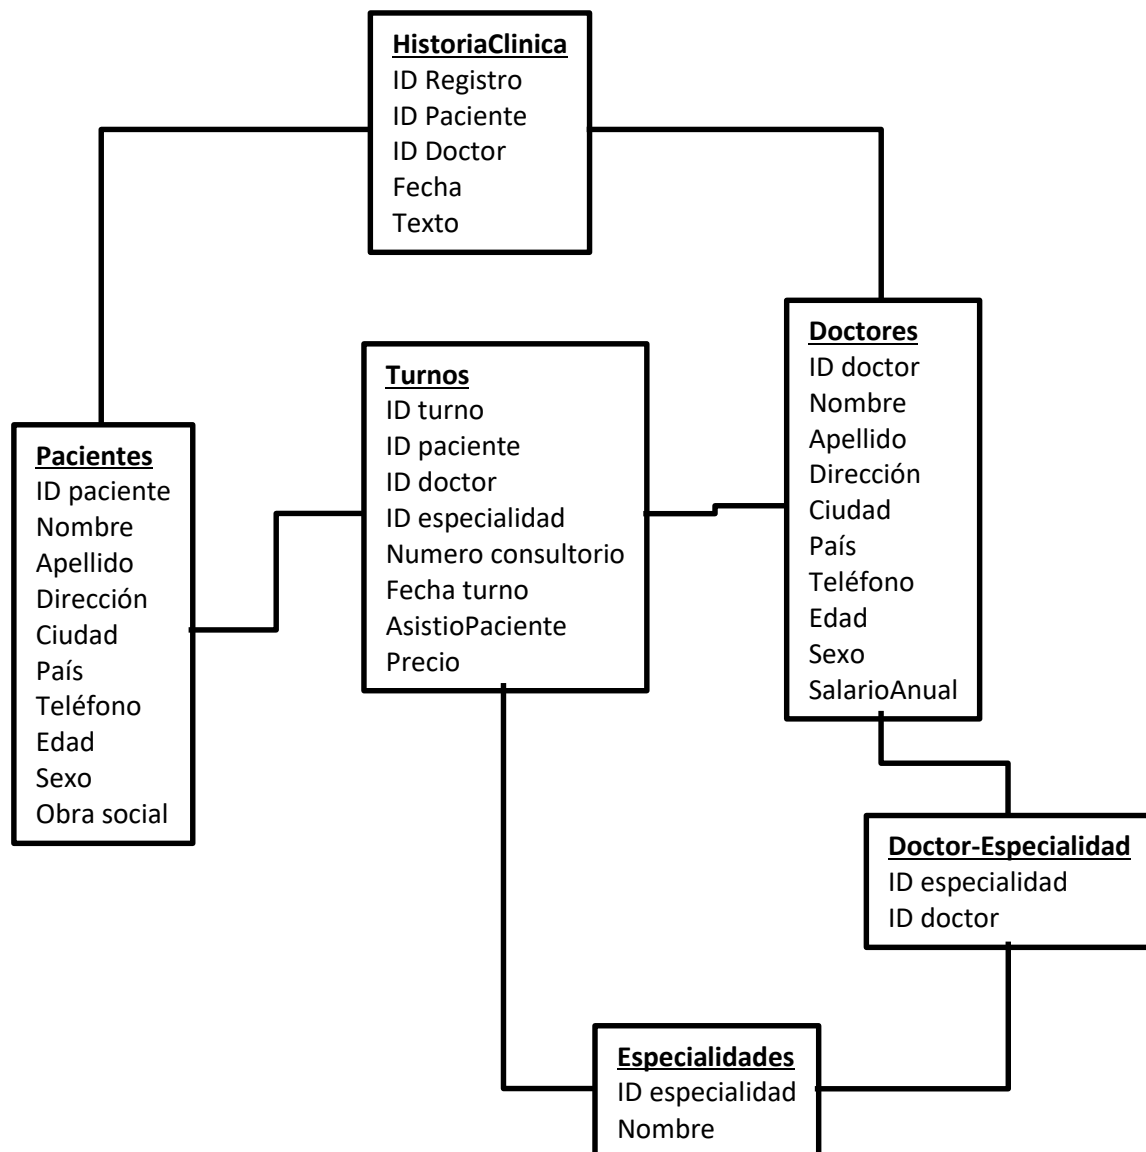 HistoriaClinica
ID Registro
ID Paciente
ID Doctor
Fecha
Texto
Doctores
ID doctor
Nombre
Apellido
Dirección
Ciudad
País
Teléfono
Edad
Sexo
SalarioAnual
Turnos
ID turno
ID paciente
ID doctor
ID especialidad
Numero consultorio
Fecha turno
AsistioPaciente
Precio
Pacientes
ID paciente
Nombre
Apellido
Dirección
Ciudad
País
Teléfono
Edad
Sexo
Obra social
Doctor-Especialidad
ID especialidad
ID doctor
Especialidades
ID especialidad
Nombre